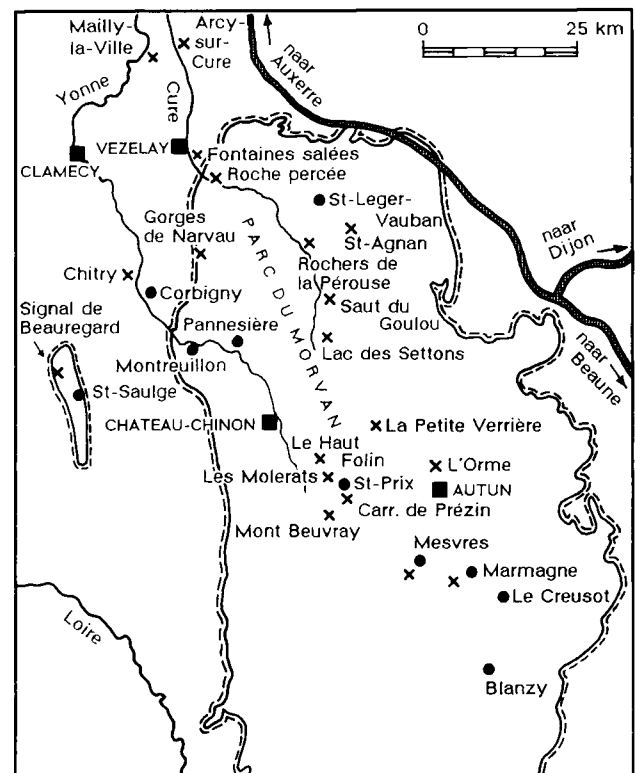 Mailly-
la-Ville
Arcy-
sur-
Cure
naar
Auxerre
0 25 km
Yonne
Cure
VEZELAY
CLAMECY
Fontaines salées
Roche percée
St-Leger-
Vauban
St-Agnan
naar
Dijon
Gorges
de Narvau
PARC DU MORVAN
Rochers de
la Pérouse
Chitry
Corbigny
Saut du
Goulou
Signal de
Beauregard
Pannesière
Lac des Settons
naar
Beaune
Montreuillon
St-Saulge
CHATEAU-CHINON
La Petite Verrière
Le Haut
Folin
L'Orme
Les Molerats
St-Prix
AUTUN
Carr. de Prézin
Mont Beuvray
Mesvres
Marmagne
Le Creusot
Loire
Blanzy